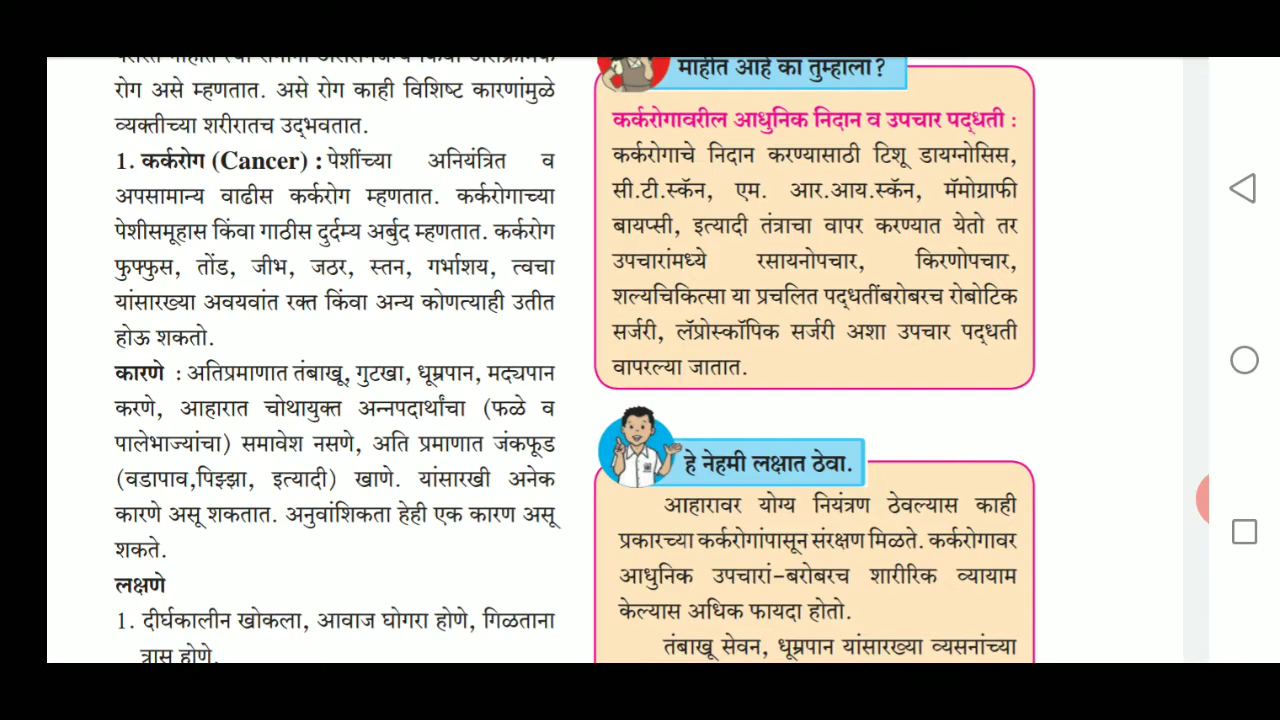 रोग असे म्हणतात. असे रोग काही विशिष्ट कारणांमुळे
व्यक्तीच्या शरीरातच उद्‌भवतात.
1. कर्करोग (Cancer) : पेशींच्या अनियंत्रित व
अपसामान्य वाढीस कर्करोग म्हणतात. कर्करोगाच्या
पेशीसमूहास किंवा गाठीस दुर्दम्य अर्बुद म्हणतात. कर्करोग
फुफ्फुस, तोंड, जीभ, जठर, स्तन, गर्भाशय, त्वचा
यांसारख्या अवयवांत रक्त किंवा अन्य कोणत्याही उतीत
होऊ शकतो.
कारणे : अतिप्रमाणात तंबाखू, गुटखा, धूम्रपान, मद्यपान
करणे, आहारात चोथायुक्त अन्नपदार्थांचा (फळे व
पालेभाज्यांचा) समावेश नसणे, अति प्रमाणात जंकफूड
(वडापाव,पिझ्झा, इत्यादी) खाणे. यांसारखी अनेक
कारणे असू शकतात. अनुवांशिकता हेही एक कारण असू
शकते.
लक्षणे
1. दीर्घकालीन खोकला, आवाज घोगरा होणे, गिळताना
त्रास होणे.
माहीत आहे का तुम्हाला?
कर्करोगावरील आधुनिक निदान व उपचार पद्‌धती :
कर्करोगाचे निदान करण्यासाठी टिशू डायग्नोसिस,
सी.टी.स्कॅन, एम. आर.आय.स्कॅन, मॅमोग्राफी
बायप्सी, इत्यादी तंत्राचा वापर करण्यात येतो तर
उपचारांमध्ये रसायनोपचार, किरणोपचार,
शल्यचिकित्सा या प्रचलित पद्‌धतींबरोबरच रोबोटिक
सर्जरी, लॅप्रोस्कॉपिक सर्जरी अशा उपचार पद्‌धती
वापरल्या जातात.
हे नेहमी लक्षात ठेवा.
आहारावर योग्य नियंत्रण ठेवल्यास काही
प्रकारच्या कर्करोगांपासून संरक्षण मिळते. कर्करोगावर
आधुनिक उपचारां-बरोबरच शारीरिक व्यायाम
केल्यास अधिक फायदा होतो.
तंबाखू सेवन, धूम्रपान यांसारख्या व्यसनांच्या